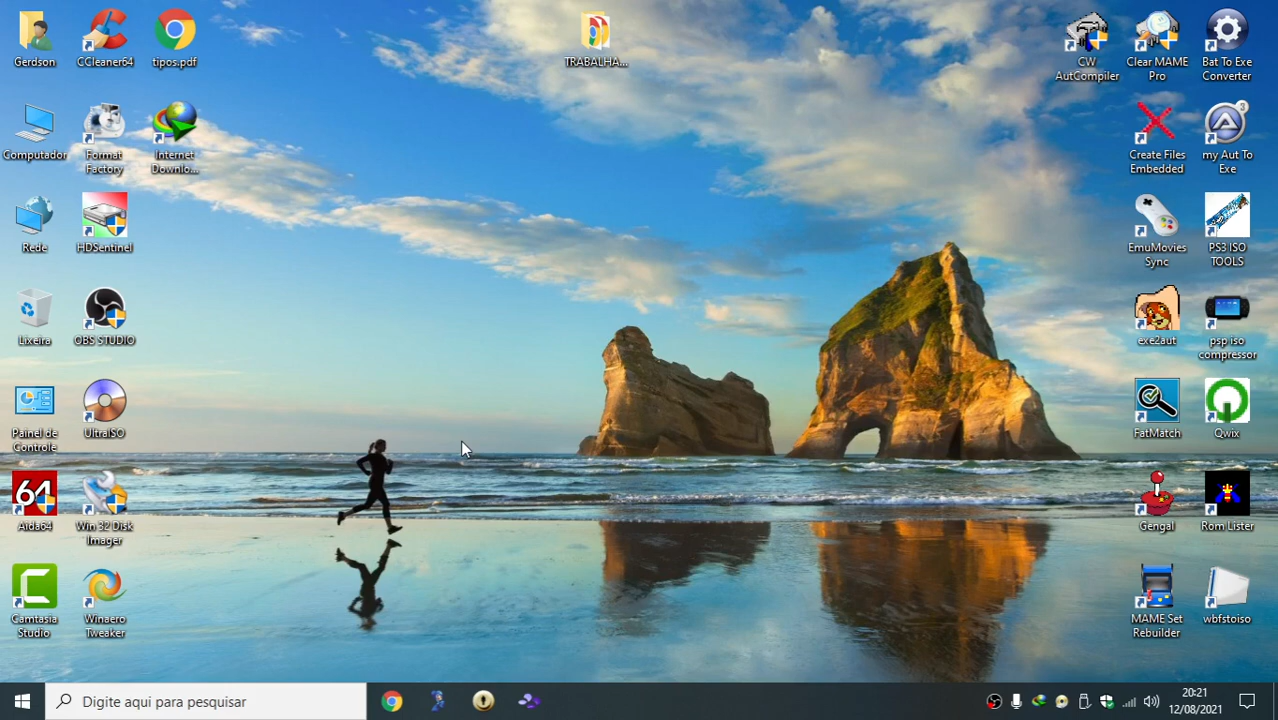 Gerdson
CCleaner64
tipos.pdf
TRABALHA...
CW
AutCompiler
Clear MAME
Pro
Bat To Exe
Converter
Computador
Format
Factory
Internet
Downlo...
Create Files
Embedded
3
my Aut To
Exe
Rede
HDSentinel
EmuMovies
Sync
PS3 ISO
TOOLS
Lixeira
OBS STUDIO
exe2aut
psp iso
compressor
Painel de
Controle
UltraISO
FatMatch
Qwix
64
Aida64
Win 32 Disk
Imager
Gengal
Rom Lister
Camtasia
Studio
Winaero
Tweaker
MAME Set
Rebuilder
wbfstoiso
Digite aqui para pesquisar
20:21
12/08/2021